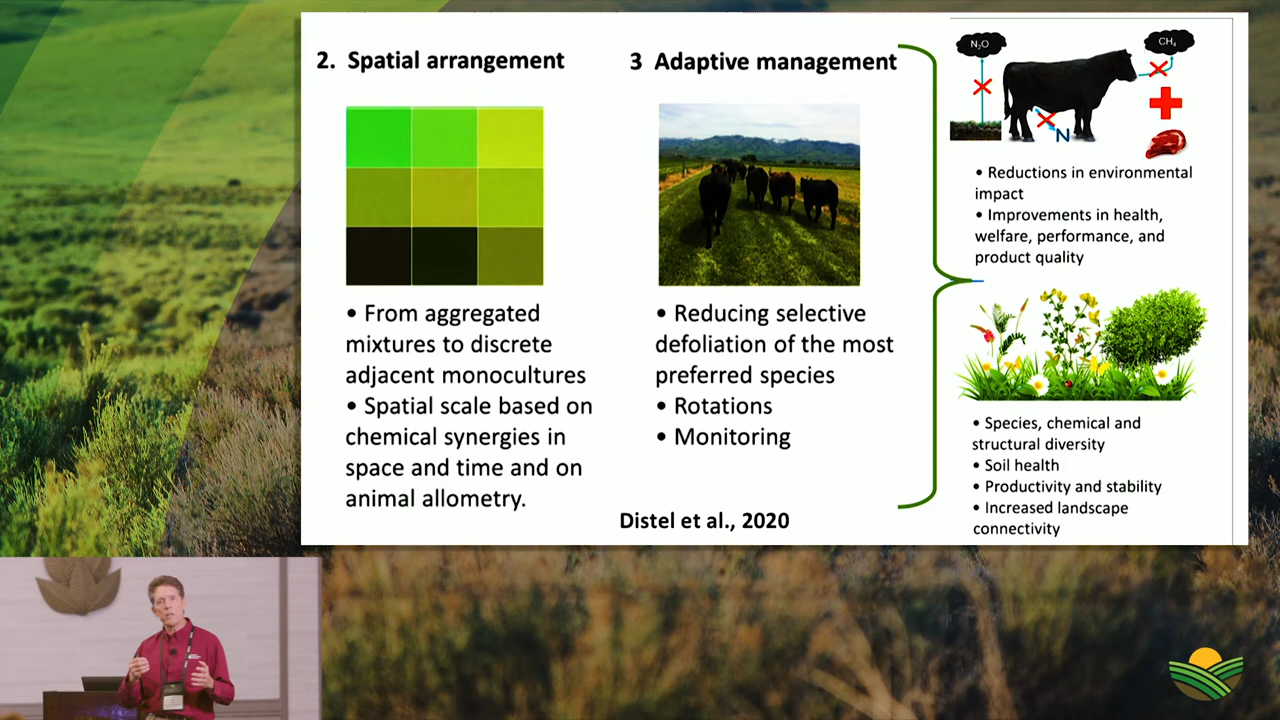 2. Spatial arrangement
• From aggregated
mixtures to discrete
adjacent monocultures
• Spatial scale based on
chemical synergies in
space and time and on
animal allometry.
3 Adaptive management
• Reducing selective
defoliation of the most
preferred species
• Rotations
• Monitoring
Distel et al., 2020
N₂O
CH₄
N
• Reductions in environmental
impact
• Improvements in health,
welfare, performance, and
product quality
• Species, chemical and
structural diversity
• Soil health
• Productivity and stability
• Increased landscape
connectivity